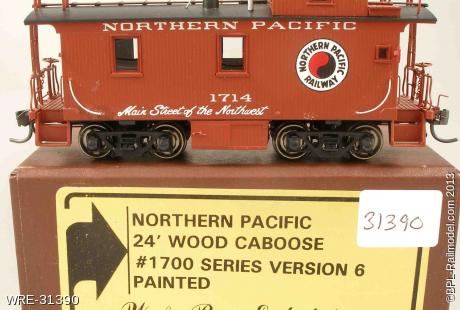 NORTHERN PACIFIC
NORTHERN PACIFIC
RAILWAY
1714
Main Street of the Northwest
31390
NORTHERN PACIFIC
24' WOOD CABOOSE
#1700 SERIES VERSION 6
PAINTED
WRE-31390
©BPL-Railmodel.com 2013